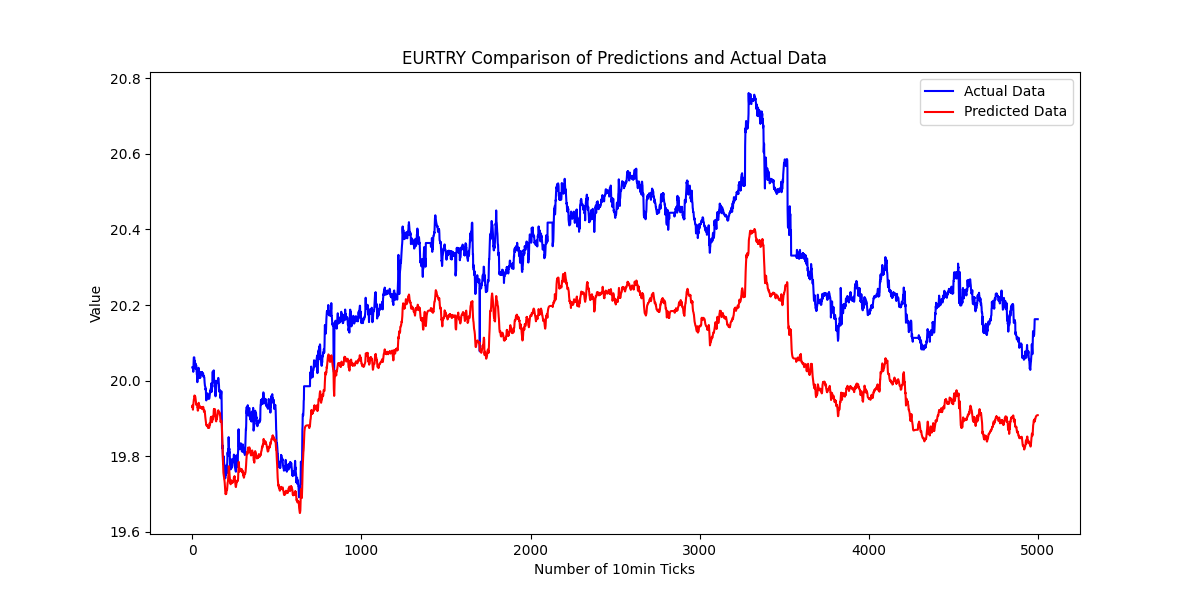 EURTRY Comparison of Predictions and Actual Data
20.8
20.6
20.4
20.2
20.0
19.8
19.6
Value
0 1000 2000 3000 4000 5000
Number of 10min Ticks
Actual Data
Predicted Data